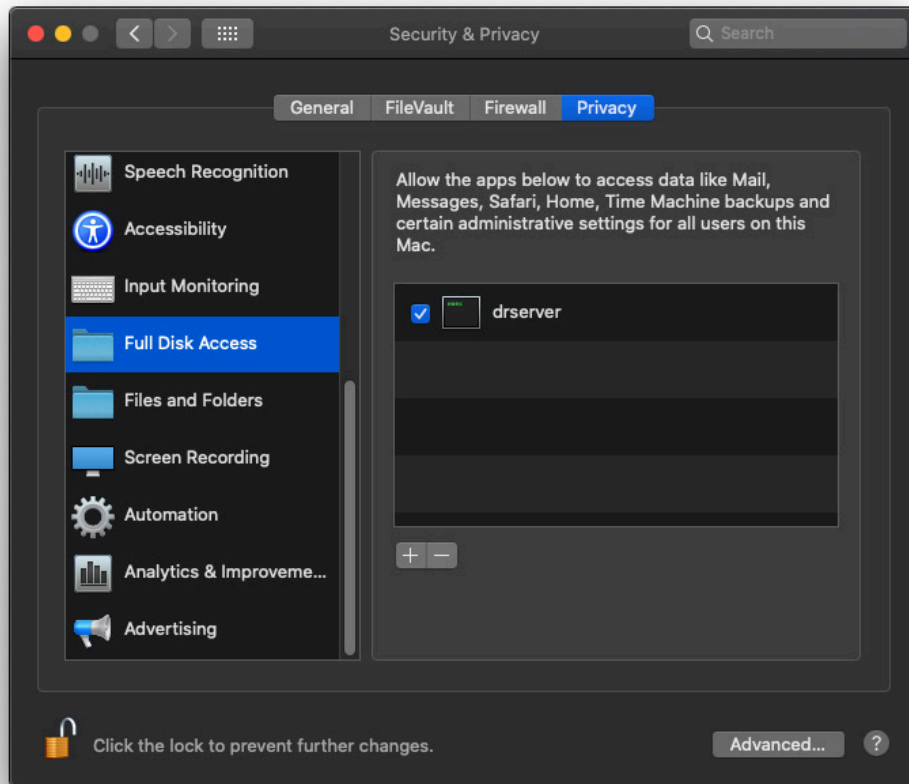 Security & Privacy
Search
General
FileVault
Firewall
Privacy
Speech Recognition
Accessibility
Input Monitoring
Full Disk Access
Files and Folders
Screen Recording
Automation
Analytics & Improveme...
Advertising
Allow the apps below to access data like Mail,
Messages, Safari, Home, Time Machine backups and
certain administrative settings for all users on this
Mac.
drserver
Click the lock to prevent further changes.
Advanced...
?